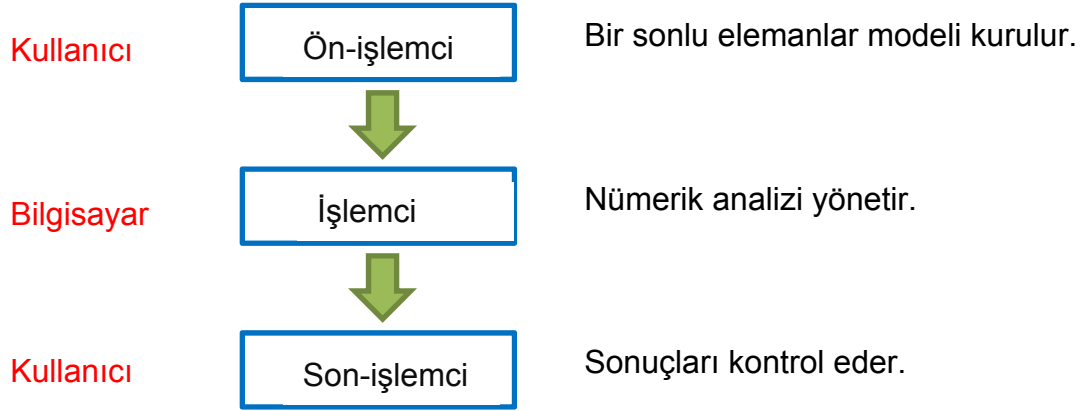 Kullanıcı Ön-işlemci Bir sonlu elemanlar modeli kurulur.
Bilgisayar İşlemci Nümerik analizi yönetir.
Kullanıcı Son-işlemci Sonuçları kontrol eder.